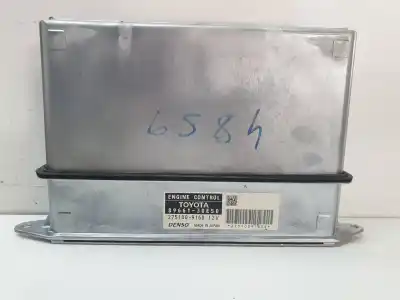 6584
ENGINE CONTROL
TOYOTA
89661-30E50
275100-9160 12V
DENSO MADE IN JAPAN